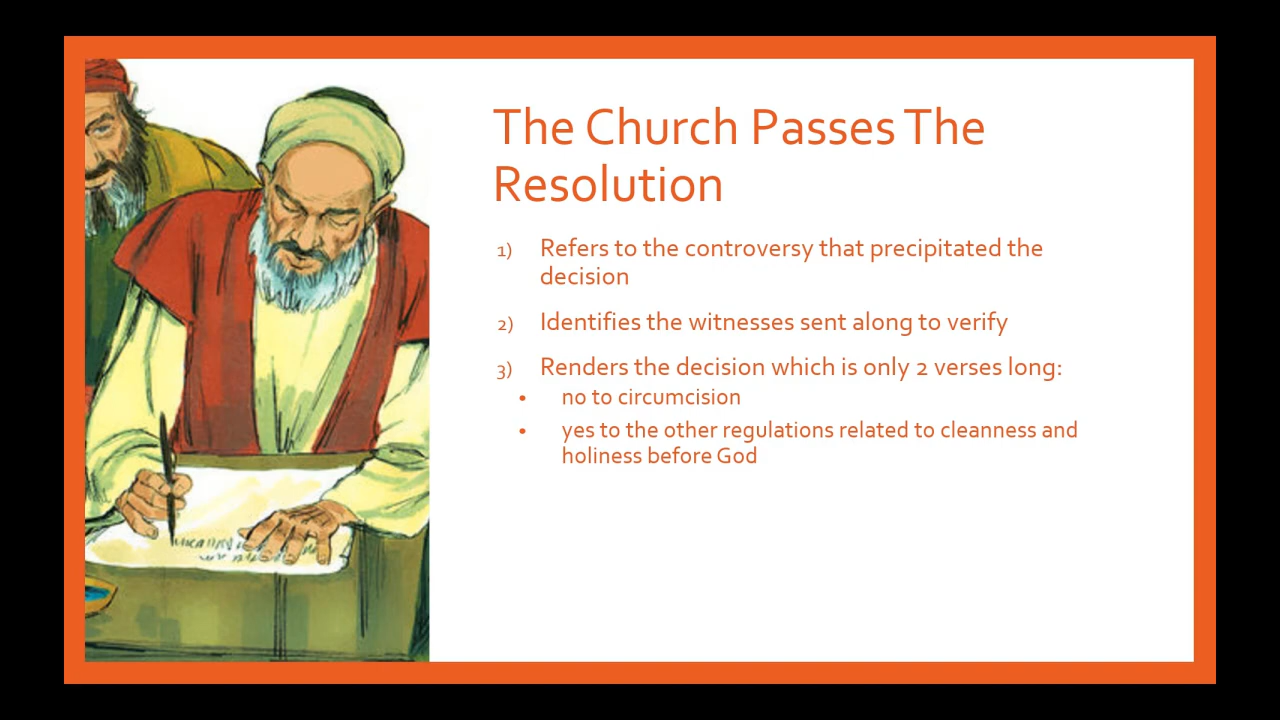 The Church Passes The
Resolution
1) Refers to the controversy that precipitated the
decision
2) Identifies the witnesses sent along to verify
3) Renders the decision which is only 2 verses long:
• no to circumcision
• yes to the other regulations related to cleanness and
holiness before God